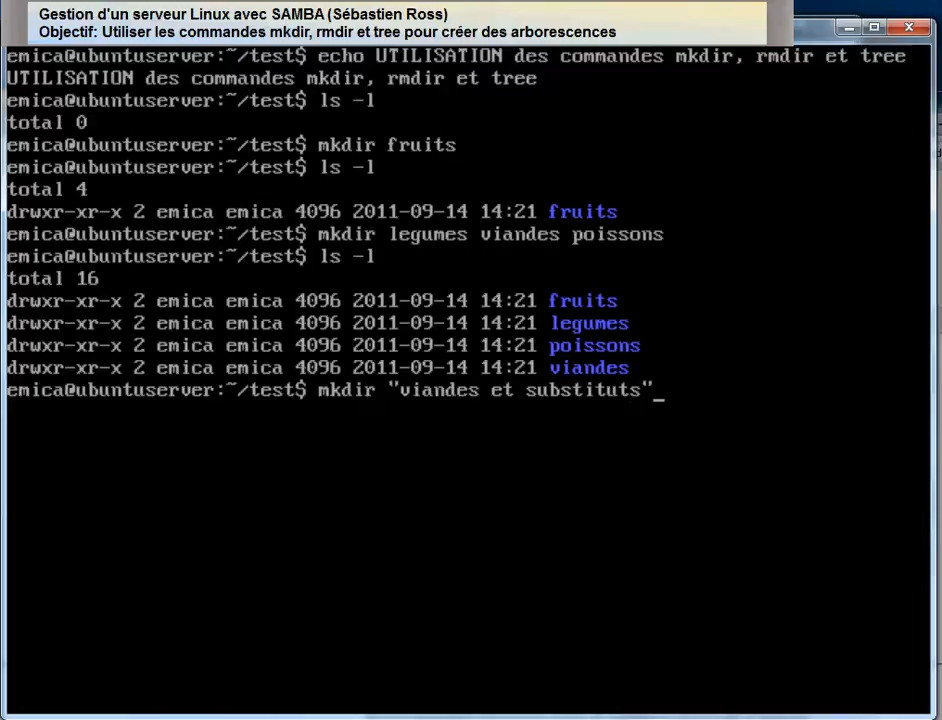 Gestion d'un serveur Linux avec SAMBA (Sébastien Ross)
Objectif: Utiliser les commandes mkdir, rmdir et tree pour créer des arborescences
emica@ubuntuserver:~/test$ echo UTILISATION des commandes mkdir, rmdir et tree
UTILISATION des commandes mkdir, rmdir et tree
emica@ubuntuserver:~/test$ ls -l
total 0
emica@ubuntuserver:~/test$ mkdir fruits
emica@ubuntuserver:~/test$ ls -l
total 4
drwxr-xr-x 2 emica emica 4096 2011-09-14 14:21 fruits
emica@ubuntuserver:~/test$ mkdir legumes viandes poissons
emica@ubuntuserver:~/test$ ls -l
total 16
drwxr-xr-x 2 emica emica 4096 2011-09-14 14:21 fruits
drwxr-xr-x 2 emica emica 4096 2011-09-14 14:21 legumes
drwxr-xr-x 2 emica emica 4096 2011-09-14 14:21 poissons
drwxr-xr-x 2 emica emica 4096 2011-09-14 14:21 viandes
emica@ubuntuserver:~/test$ mkdir "viandes et substituts"_